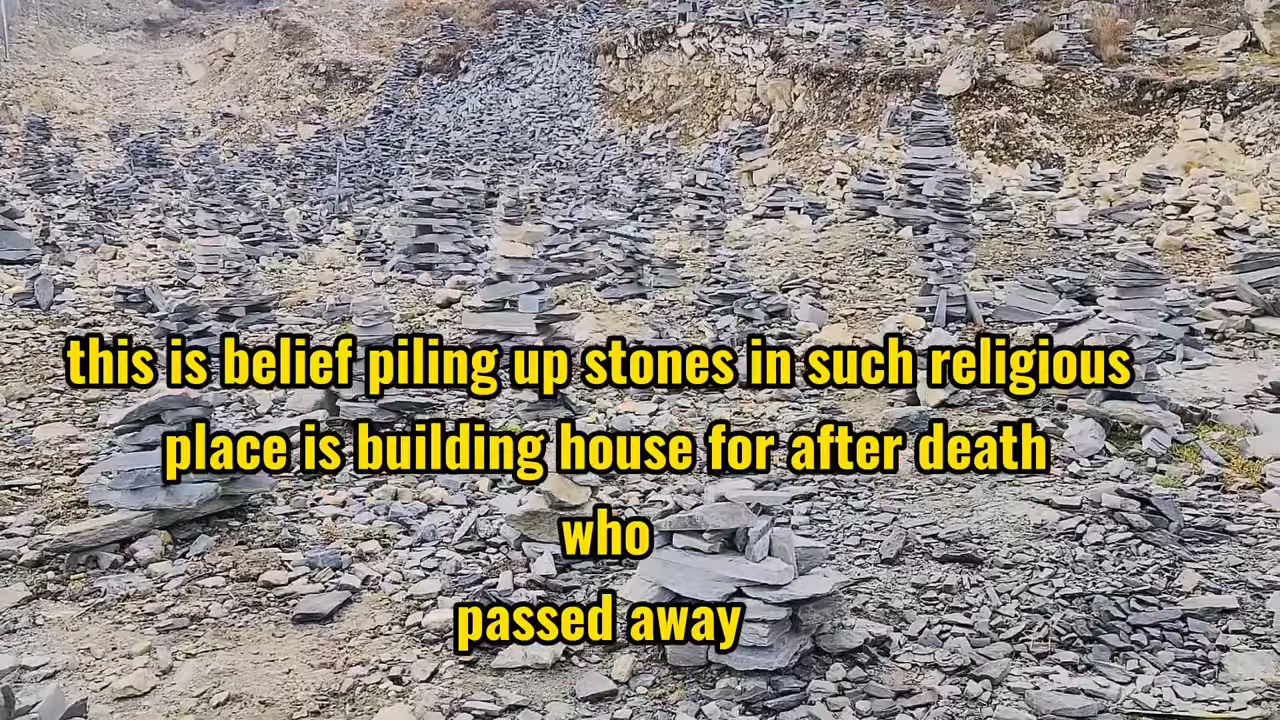 this is belief piling up stones in such religious
place is building house for after death
who
passed away